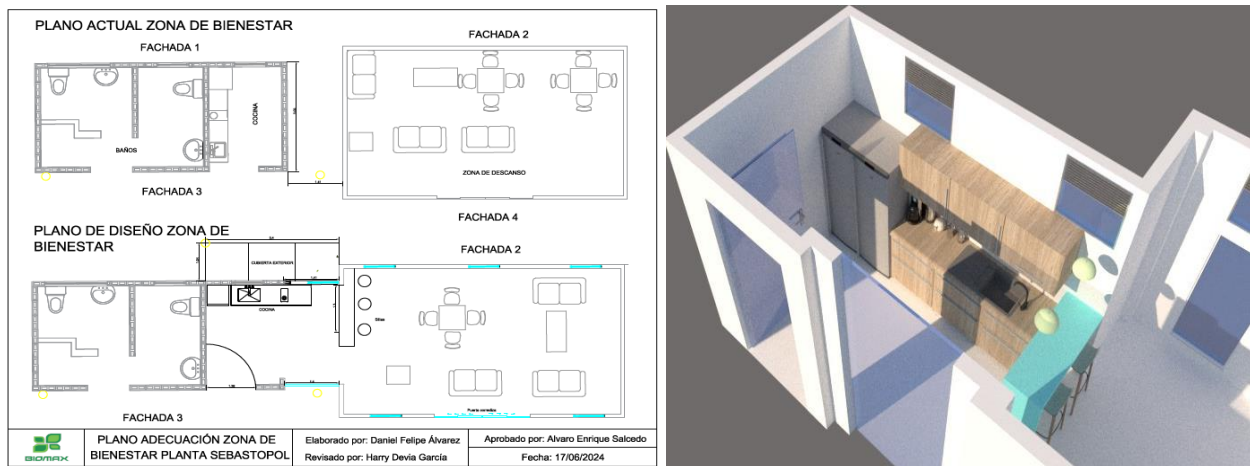 PLANO ACTUAL ZONA DE BIENESTAR
FACHADA 1
FACHADA 2
COCINA
BAÑOS
ZONA DE DESCANSO
FACHADA 3
FACHADA 4
PLANO DE DISEÑO ZONA DE
BIENESTAR
FACHADA 2
CUBIERTA EXTERIOR
COCINA
Sillas
Puerta corrediza
FACHADA 3
BIOMAX
PLANO ADECUACIÓN ZONA DE
BIENESTAR PLANTA SEBASTOPOL
Elaborado por: Daniel Felipe Álvarez
Revisado por: Harry Devia García
Aprobado por: Alvaro Enrique Salcedo
Fecha: 17/06/2024